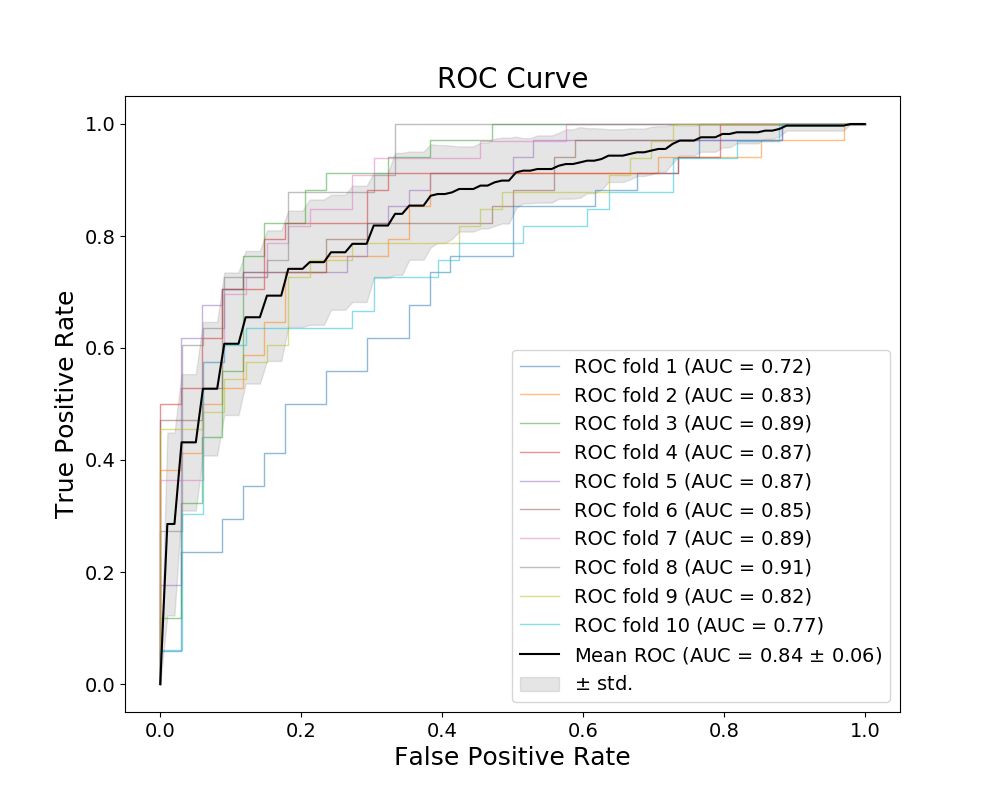 ROC Curve
1.0
0.8
0.6
0.4
0.2
0.0
True Positive Rate
ROC fold 1 (AUC = 0.72)
ROC fold 2 (AUC = 0.83)
ROC fold 3 (AUC = 0.89)
ROC fold 4 (AUC = 0.87)
ROC fold 5 (AUC = 0.87)
ROC fold 6 (AUC = 0.85)
ROC fold 7 (AUC = 0.89)
ROC fold 8 (AUC = 0.91)
ROC fold 9 (AUC = 0.82)
ROC fold 10 (AUC = 0.77)
Mean ROC (AUC = 0.84 ± 0.06)
± std.
0.0 0.2 0.4 0.6 0.8 1.0
False Positive Rate